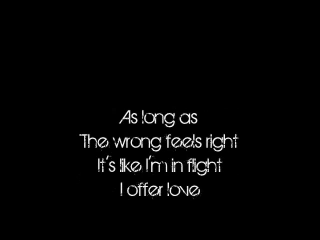 As long as
The wrong feels right
It's like I'm in flight
I offer love